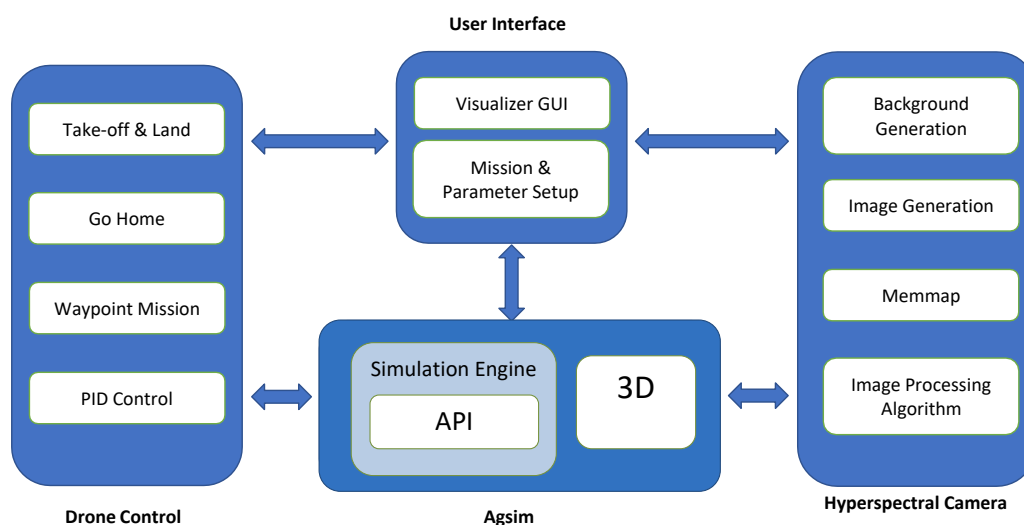 User Interface
Visualizer GUI
Mission &
Parameter Setup
Take-off & Land
Go Home
Waypoint Mission
PID Control
Drone Control
Simulation Engine
API
3D
Agsim
Background
Generation
Image Generation
Memmap
Image Processing
Algorithm
Hyperspectral Camera